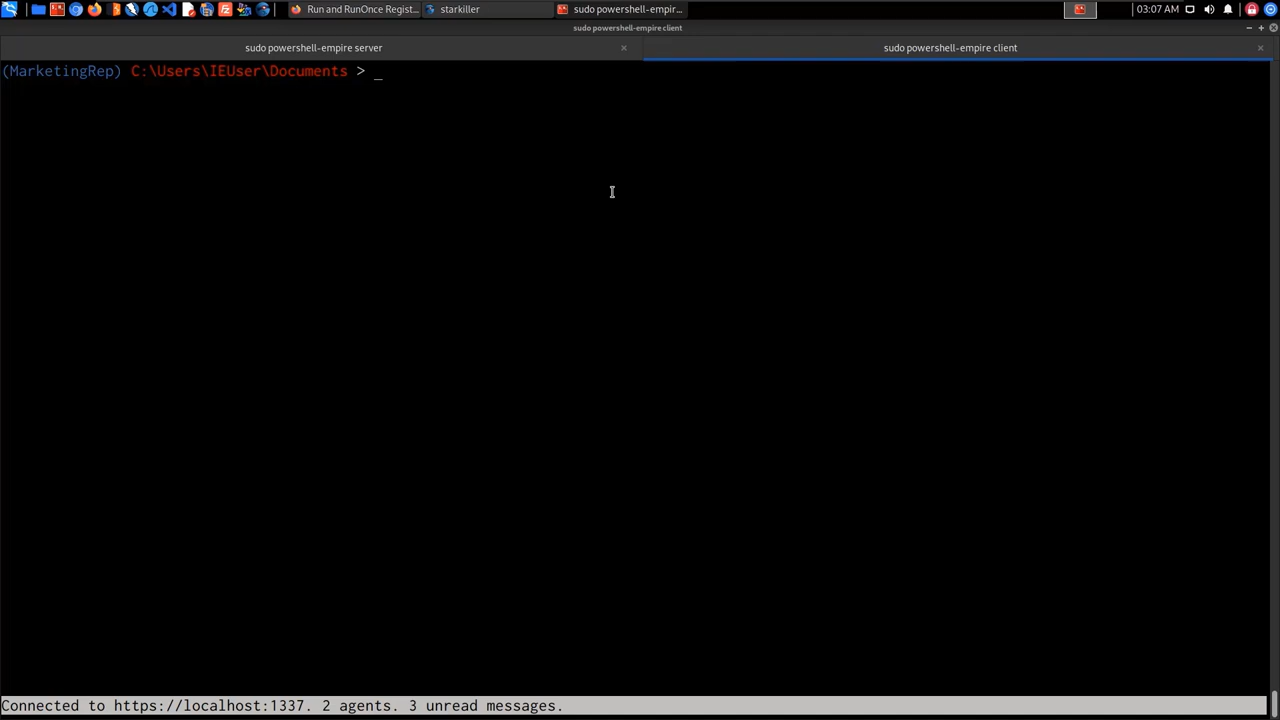 Run and RunOnce Regist...
starkiller
sudo powershell-empir...
03:07 AM
sudo powershell-empire client
sudo powershell-empire server
sudo powershell-empire client
(MarketingRep) C:\Users\IEUser\Documents > _
Connected to https://localhost:1337. 2 agents. 3 unread messages.